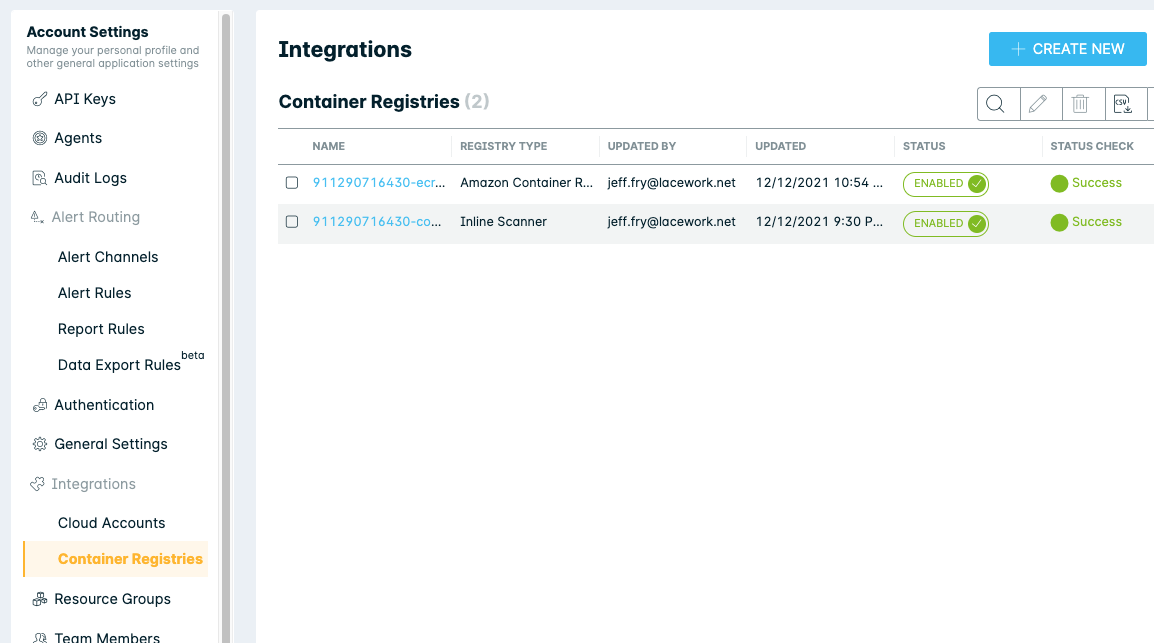 Account Settings
Manage your personal profile and
other general application settings
API Keys
Agents
Audit Logs
Alert Routing
Alert Channels
Alert Rules
Report Rules
Data Export Rules beta
Authentication
General Settings
Integrations
Cloud Accounts
Container Registries
Resource Groups
Team Members
Integrations
CREATE NEW
Container Registries (2)
CSV
NAME REGISTRY TYPE UPDATED BY UPDATED STATUS STATUS CHECK
911290716430-ecr... Amazon Container R... jeff.fry@lacework.net 12/12/2021 10:54 ... ENABLED Success
911290716430-co... Inline Scanner jeff.fry@lacework.net 12/12/2021 9:30 P... ENABLED Success